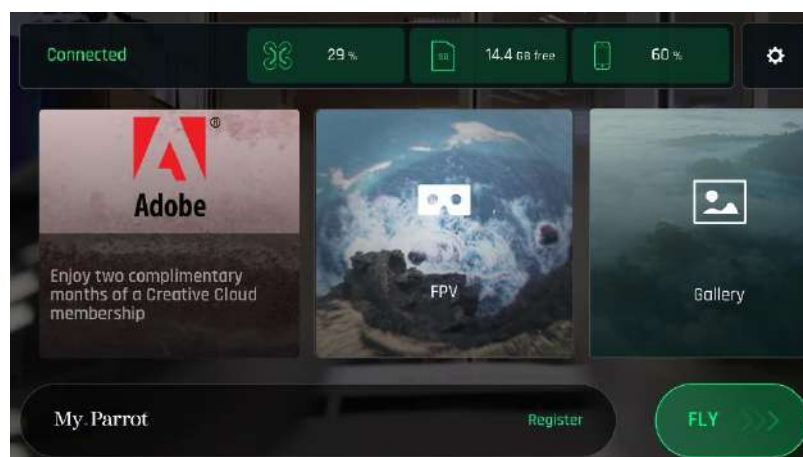 Connected
29 %
SD
14.4 GB free
60 %
Adobe®
Enjoy two complimentary
months of a Creative Cloud
membership
FPV
Gallery
My.Parrot
Register
FLY